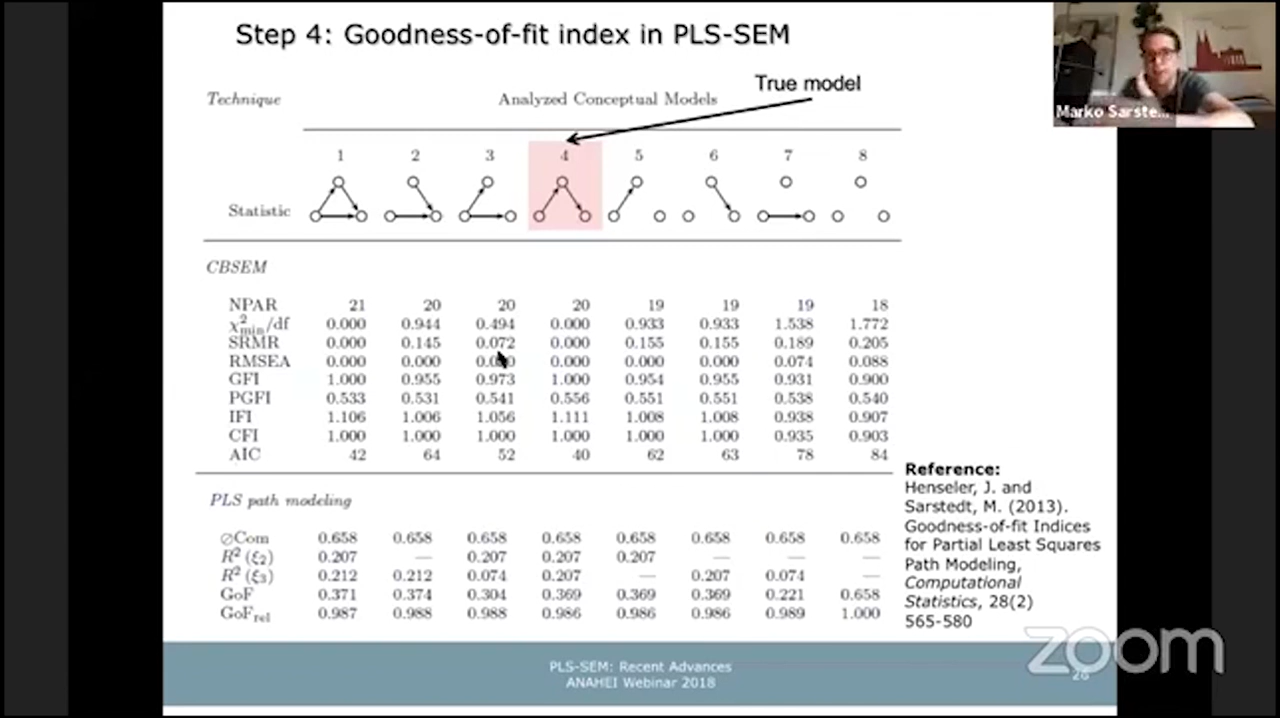 Step 4: Goodness-of-fit index in PLS-SEM
Marko Sarste...
True model
Technique Analyzed Conceptual Models
1 2 3 4 5 6 7 8
Statistic
CBSEM
NPAR 21 20 20 20 19 19 19 18
χ²min/df 0.000 0.944 0.494 0.000 0.933 0.933 1.538 1.772
SRMR 0.000 0.145 0.072 0.000 0.155 0.155 0.189 0.205
RMSEA 0.000 0.000 0.000 0.000 0.000 0.074 0.088
GFI 1.000 0.955 0.973 1.000 0.954 0.955 0.931 0.900
PGFI 0.533 0.531 0.541 0.556 0.551 0.551 0.538 0.540
IFI 1.106 1.006 1.056 1.111 1.008 1.008 0.938 0.907
CFI 1.000 1.000 1.000 1.000 1.000 1.000 0.935 0.903
AIC 42 64 52 40 62 63 78 84
PLS path modeling
∅Com 0.658 0.658 0.658 0.658 0.658 0.658 0.658 0.658
R² (ξ2) 0.207 — 0.207 0.207 0.207 — — —
R² (ξ3) 0.212 0.212 0.074 0.207 — 0.207 0.074 —
GoF 0.371 0.374 0.304 0.369 0.369 0.369 0.221 0.658
GoFrel 0.987 0.988 0.988 0.986 0.986 0.986 0.989 1.000
Reference:
Henseler, J. and
Sarstedt, M. (2013).
Goodness-of-fit Indices
for Partial Least Squares
Path Modeling,
Computational
Statistics, 28(2)
565-580
PLS-SEM: Recent Advances
ANAHEI Webinar 2018
zoom